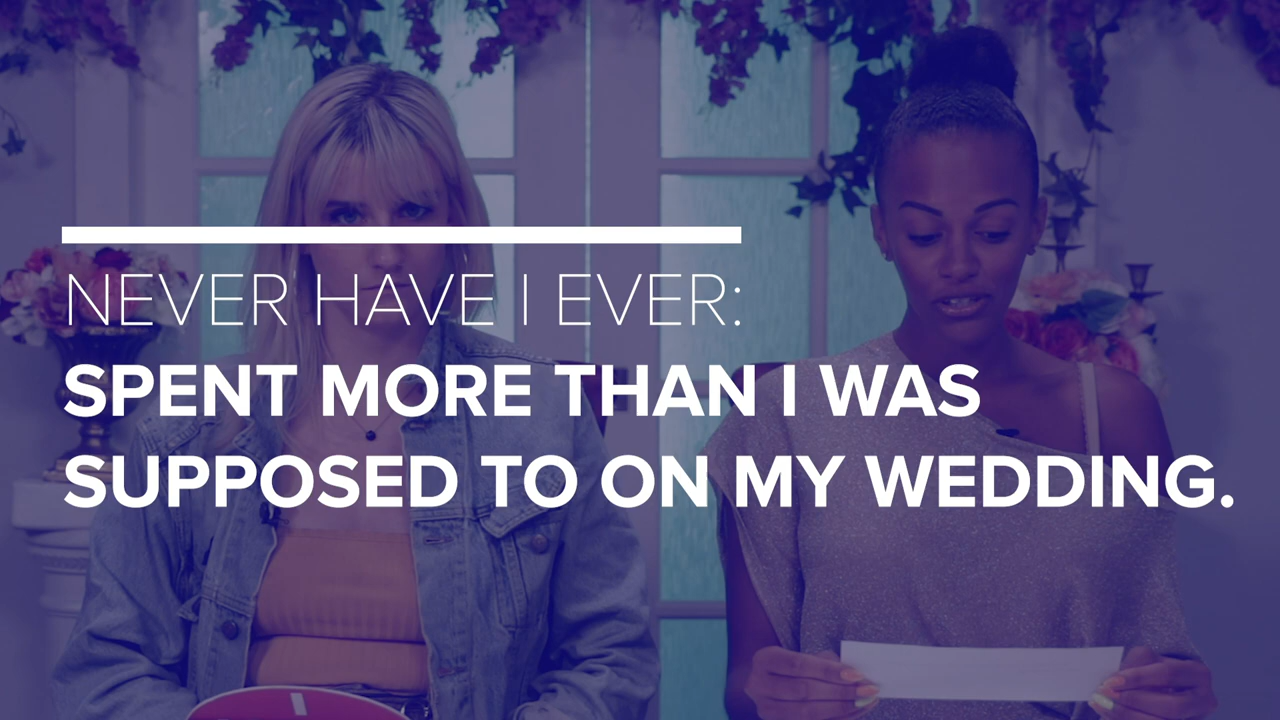 NEVER HAVE I EVER:
SPENT MORE THAN I WAS
SUPPOSED TO ON MY WEDDING.